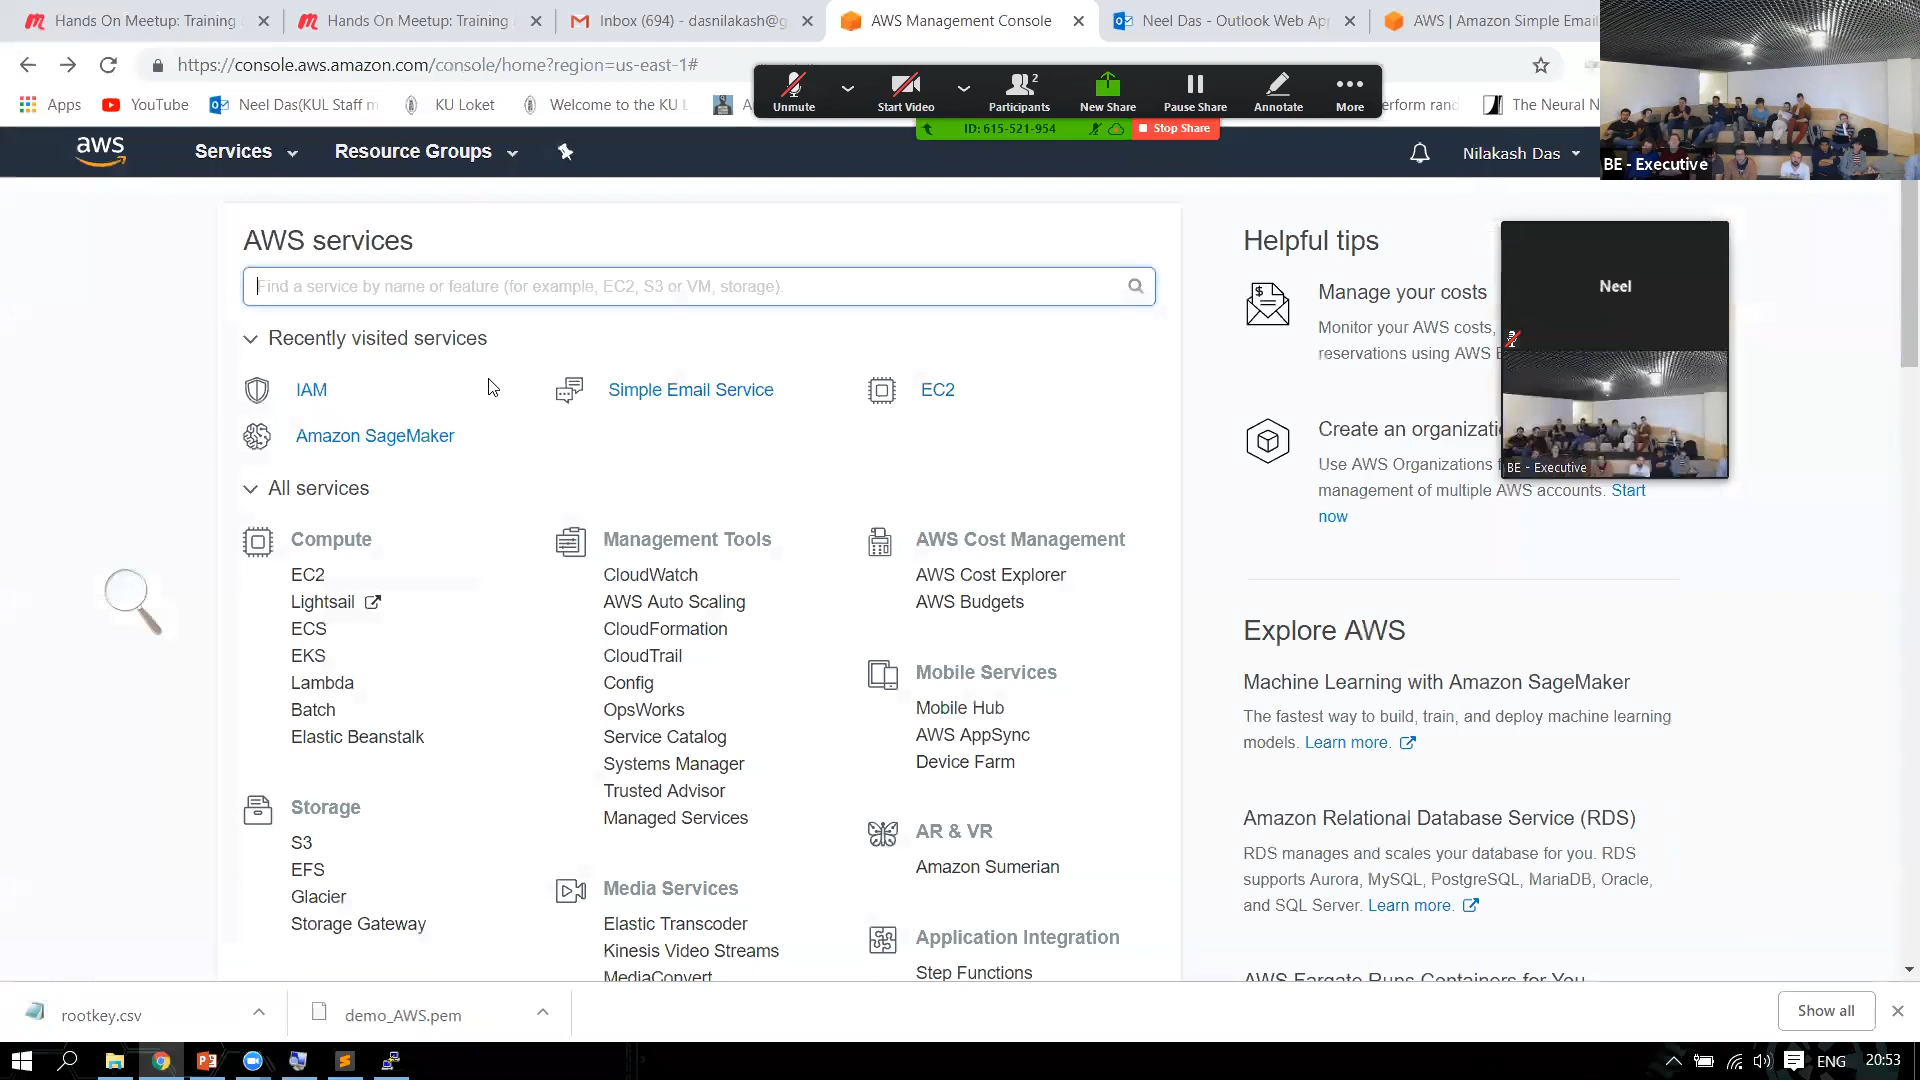 Hands On Meetup: Training
Hands On Meetup: Training
Inbox (694) - dasnilakash@g
AWS Management Console
Neel Das - Outlook Web App
AWS | Amazon Simple Email
https://console.aws.amazon.com/console/home?region=us-east-1#
Apps
YouTube
Neel Das(KUL Staff m
KU Loket
Welcome to the KU L
erform rand
The Neural N
Unmute
Start Video
2
Participants
New Share
Pause Share
Annotate
More
ID: 615-521-954
Stop Share
BE - Executive
aws
Services
Resource Groups
Nilakash Das
AWS services
Find a service by name or feature (for example, EC2, S3 or VM, storage).
Recently visited services
IAM
Simple Email Service
EC2
Amazon SageMaker
All services
Compute
EC2
Lightsail
ECS
EKS
Lambda
Batch
Elastic Beanstalk
Storage
S3
EFS
Glacier
Storage Gateway
Management Tools
CloudWatch
AWS Auto Scaling
CloudFormation
CloudTrail
Config
OpsWorks
Service Catalog
Systems Manager
Trusted Advisor
Managed Services
Media Services
Elastic Transcoder
Kinesis Video Streams
MediaConvert
AWS Cost Management
AWS Cost Explorer
AWS Budgets
Mobile Services
Mobile Hub
AWS AppSync
Device Farm
AR & VR
Amazon Sumerian
Application Integration
Step Functions
Helpful tips
Manage your costs
Monitor your AWS costs,
reservations using AWS B
Create an organizati
Use AWS Organizations f
management of multiple AWS accounts. Start
now
Neel
BE - Executive
Explore AWS
Machine Learning with Amazon SageMaker
The fastest way to build, train, and deploy machine learning
models. Learn more.
Amazon Relational Database Service (RDS)
RDS manages and scales your database for you. RDS
supports Aurora, MySQL, PostgreSQL, MariaDB, Oracle,
and SQL Server. Learn more.
AWS Fargate Runs Containers for You
rootkey.csv
demo_AWS.pem
Show all
ENG
20:53